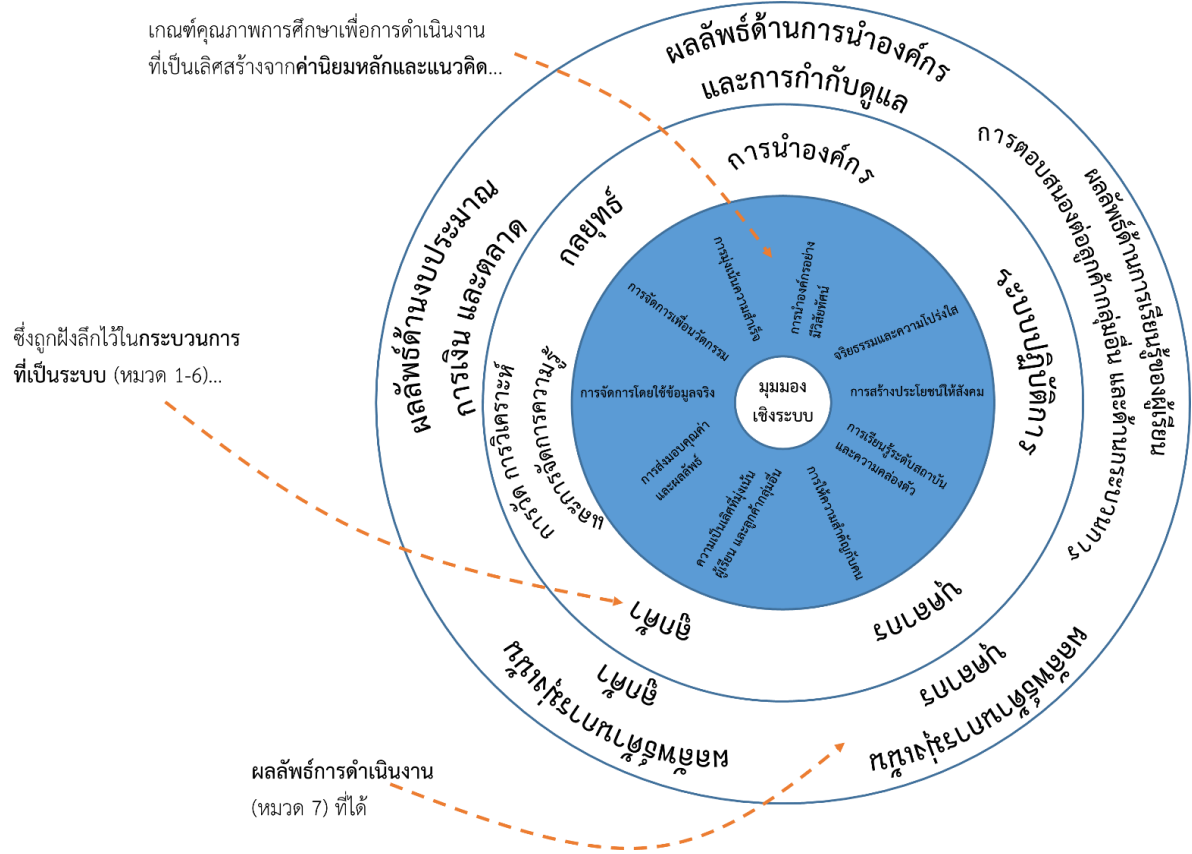 เกณฑ์คุณภาพการศึกษาเพื่อการดำเนินงาน
ที่เป็นเลิศสร้างจากค่านิยมหลักและแนวคิด...
ซึ่งถูกฝังลึกไว้ในกระบวนการ
ที่เป็นระบบ (หมวด 1-6)...
ผลลัพธ์การดำเนินงาน
(หมวด 7) ที่ได้
ผลลัพธ์ด้านการนำองค์กร
และการกำกับดูแล
ผลลัพธ์ด้านการเรียนรู้ของผู้เรียน
การตอบสนองต่อลูกค้ากลุ่มอื่น และด้านกระบวนการ
ผลลัพธ์ด้านการมุ่งเน้น
บุคลากร
ผลลัพธ์ด้านการมุ่งเน้น
ลูกค้า
ผลลัพธ์ด้านงบประมาณ
การเงิน และตลาด
การนำองค์กร
ระบบปฏิบัติการ
บุคลากร
ลูกค้า
การวัด การวิเคราะห์
และการจัดการความรู้
กลยุทธ์
การนำองค์กรอย่าง
มีวิสัยทัศน์
จริยธรรมและความโปร่งใส
การสร้างประโยชน์ให้สังคม
การเรียนรู้ระดับสถาบัน
และความคล่องตัว
การให้ความสำคัญกับคน
ความเป็นเลิศที่มุ่งเน้น
ผู้เรียน และลูกค้ากลุ่มอื่น
การส่งมอบคุณค่า
และผลลัพธ์
การจัดการโดยใช้ข้อมูลจริง
การจัดการเพื่อนวัตกรรม
การมุ่งเน้นความสำเร็จ
มุมมอง
เชิงระบบ